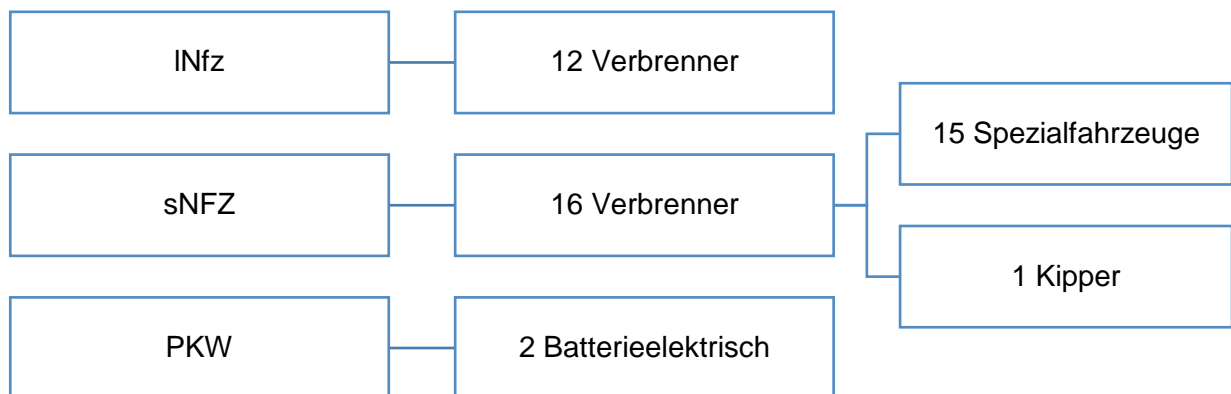 lNfz
12 Verbrenner
15 Spezialfahrzeuge
sNFZ
16 Verbrenner
1 Kipper
PKW
2 Batterieelektrisch